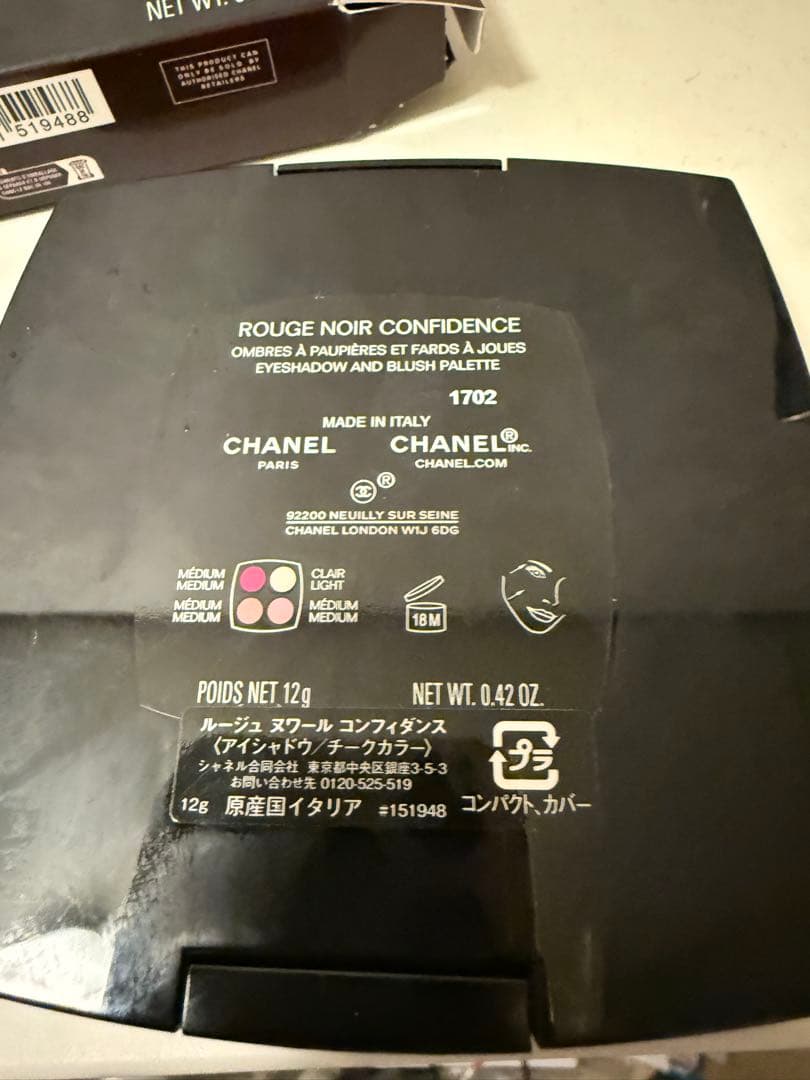 NET WT.
THIS PRODUCT CAN
ONLY BE SOLD BY
AUTHORISED CHANEL
RETAILERS
519488
ROUGE NOIR CONFIDENCE
OMBRES À PAUPIÈRES ET FARDS À JOUES
EYESHADOW AND BLUSH PALETTE
1702
MADE IN ITALY
CHANEL CHANEL® INC.
PARIS CHANEL.COM
®
92200 NEUILLY SUR SEINE
CHANEL LONDON W1J 6DG
MÉDIUM CLAIR
MEDIUM LIGHT
MÉDIUM MÉDIUM
MEDIUM MEDIUM
18M
POIDS NET 12g NET WT. 0.42 OZ.
ルージュ ヌワール コンフィダンス
〈アイシャドウ/チークカラー〉
シャネル合同会社 東京都中央区銀座3-5-3
お問い合わせ先 0120-525-519
12g 原産国イタリア #151948
プラ
コンパクト、カバー